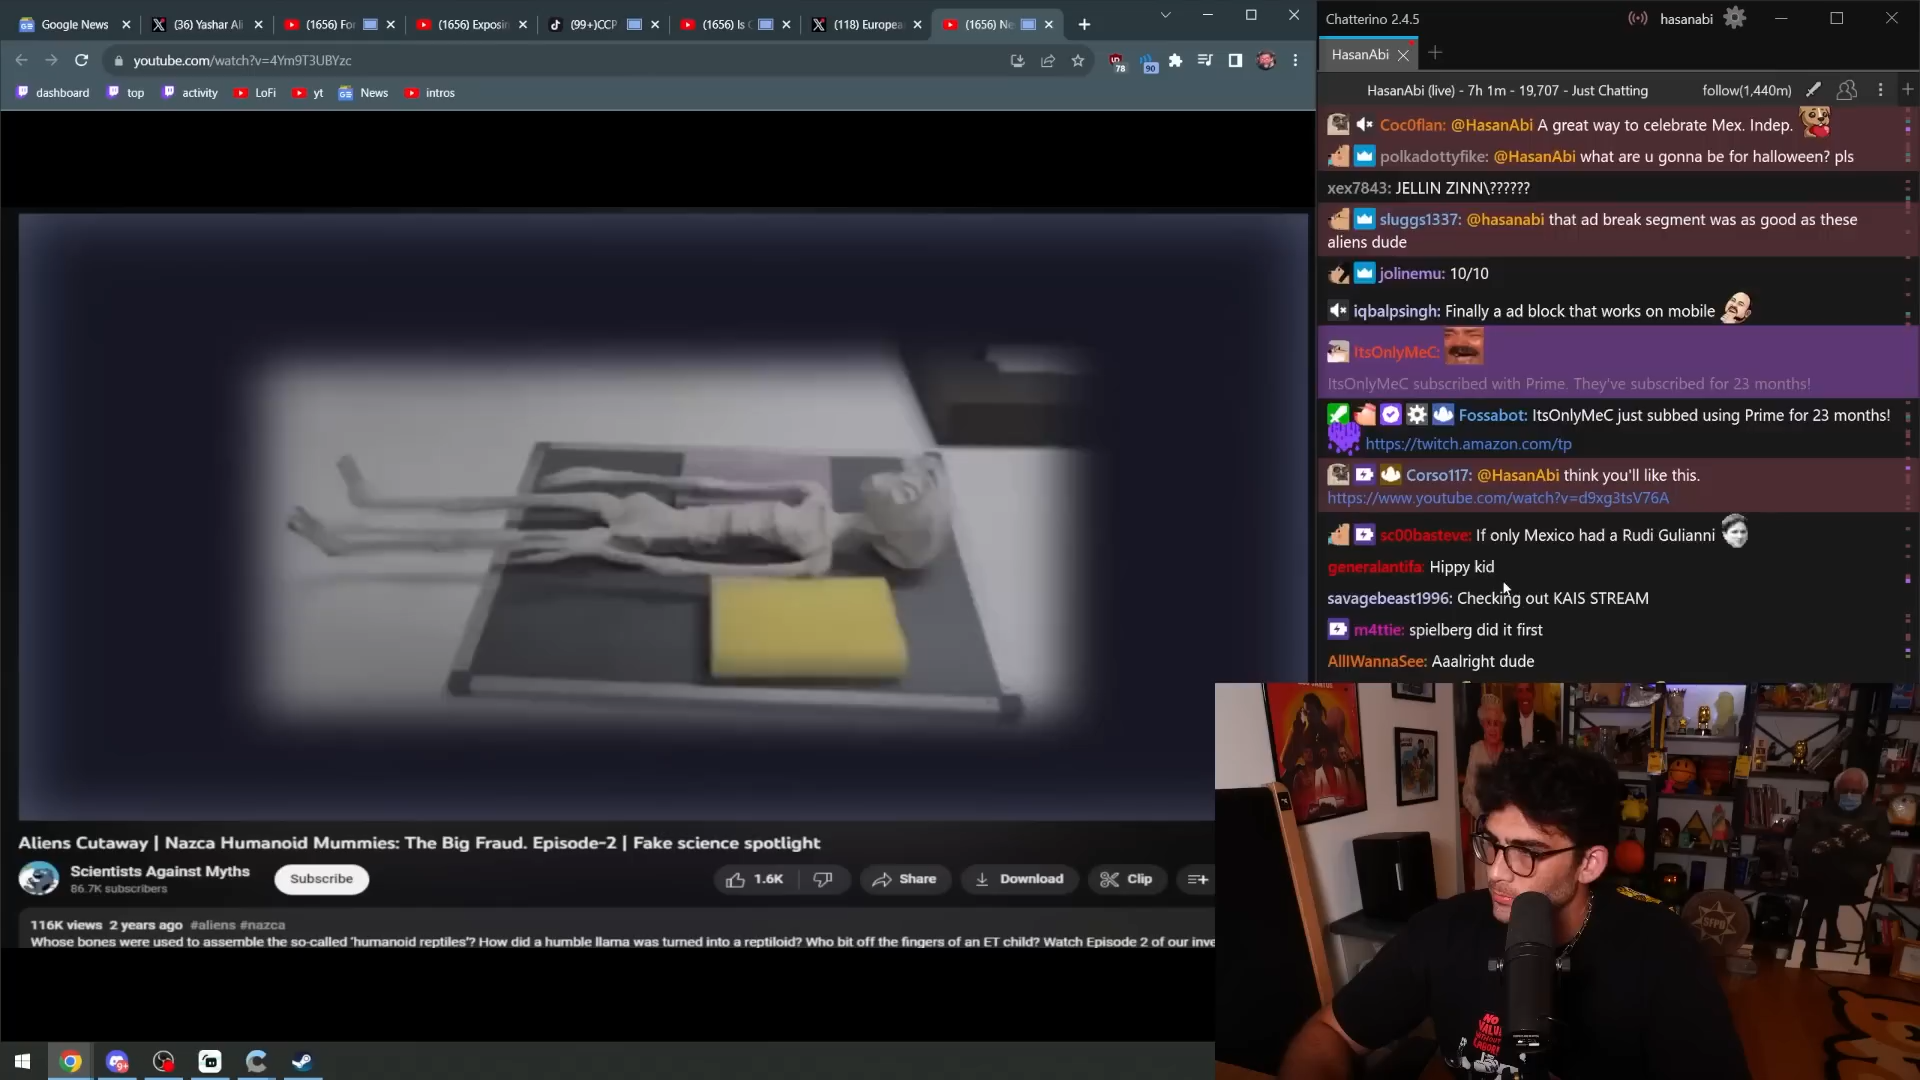 Google News
(36) Yashar Ali
(1656) For
(1656) Exposin
(99+)CCP
(1656) Is
(118) Europea
(1656) Ne
youtube.com/watch?v=4Ym9T3UBYzc
78
90
dashboard
top
activity
LoFi
yt
News
intros
Aliens Cutaway | Nazca Humanoid Mummies: The Big Fraud. Episode-2 | Fake science spotlight
Scientists Against Myths
86.7K subscribers
Subscribe
1.6K
Share
Download
Clip
116K views 2 years ago #aliens #nazca
Whose bones were used to assemble the so-called 'humanoid reptiles'? How did a humble llama was turned into a reptiloid? Who bit off the fingers of an ET child? Watch Episode 2 of our inve
Chatterino 2.4.5
hasanabi
HasanAbi
HasanAbi (live) - 7h 1m - 19,707 - Just Chatting
follow(1,440m)
Coc0flan: @HasanAbi A great way to celebrate Mex. Indep.
polkadottyfike: @HasanAbi what are u gonna be for halloween? pls
xex7843: JELLIN ZINN\??????
sluggs1337: @hasanabi that ad break segment was as good as these
aliens dude
jolinemu: 10/10
iqbalpsingh: Finally a ad block that works on mobile
ItsOnlyMeC:
ItsOnlyMeC subscribed with Prime. They've subscribed for 23 months!
Fossabot: ItsOnlyMeC just subbed using Prime for 23 months!
https://twitch.amazon.com/tp
Corso117: @HasanAbi think you'll like this.
https://www.youtube.com/watch?v=d9xg3tsV76A
sc00basteve: If only Mexico had a Rudi Gulianni
generalantifa: Hippy kid
savagebeast1996: Checking out KAIS STREAM
m4ttie: spielberg did it first
AllIWannaSee: Aaalright dude
SFPD
NO
VALUE
WITHOUT
LABOR!